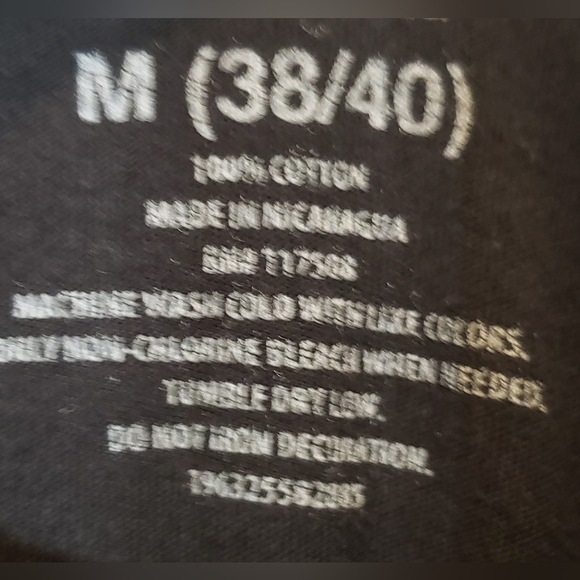 M (38/40)
100% COTTON
MADE IN NICARAGUA
RN#
MACHINE WASH COLD WITH LIKE COLORS.
ONLY NON-CHLORINE BLEACH WHEN NEEDED.
TUMBLE DRY LOW.
DO NOT IRON DECORATION.